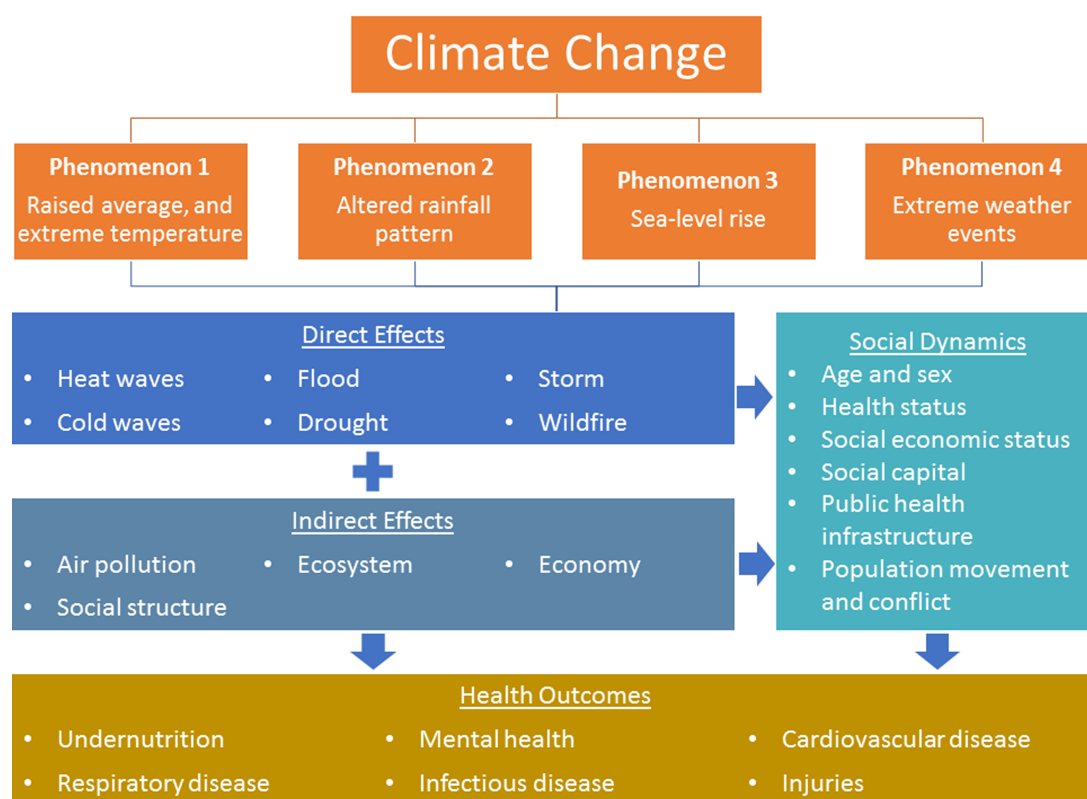 Climate Change
Phenomenon 1
Raised average, and
extreme temperature
Phenomenon 2
Altered rainfall
pattern
Phenomenon 3
Sea-level rise
Phenomenon 4
Extreme weather
events
Direct Effects
• Heat waves
• Flood
• Storm
• Cold waves
• Drought
• Wildfire
Social Dynamics
• Age and sex
• Health status
• Social economic status
• Social capital
• Public health
infrastructure
• Population movement
and conflict
Indirect Effects
• Air pollution
• Ecosystem
• Economy
• Social structure
Health Outcomes
• Undernutrition
• Mental health
• Cardiovascular disease
• Respiratory disease
• Infectious disease
• Injuries